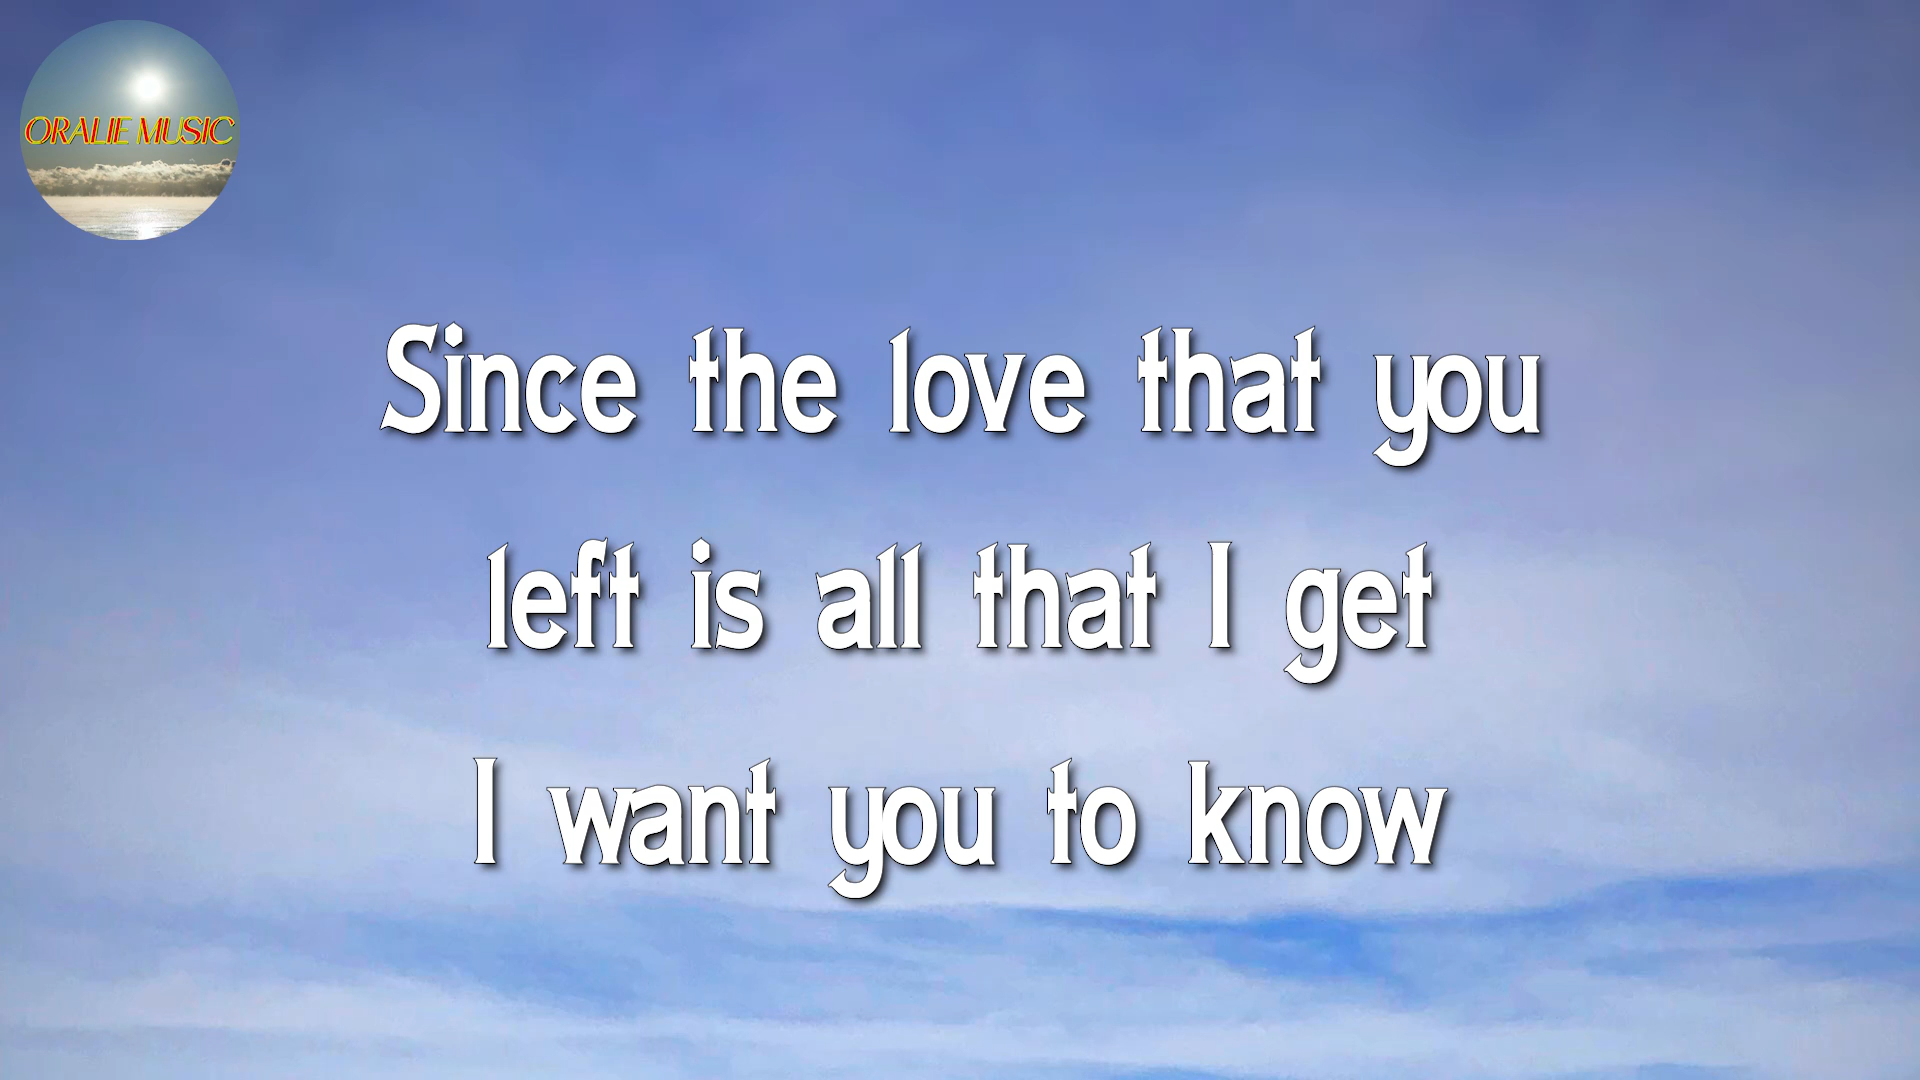 ORALIE MUSIC
Since the love that you
left is all that I get
I want you to know